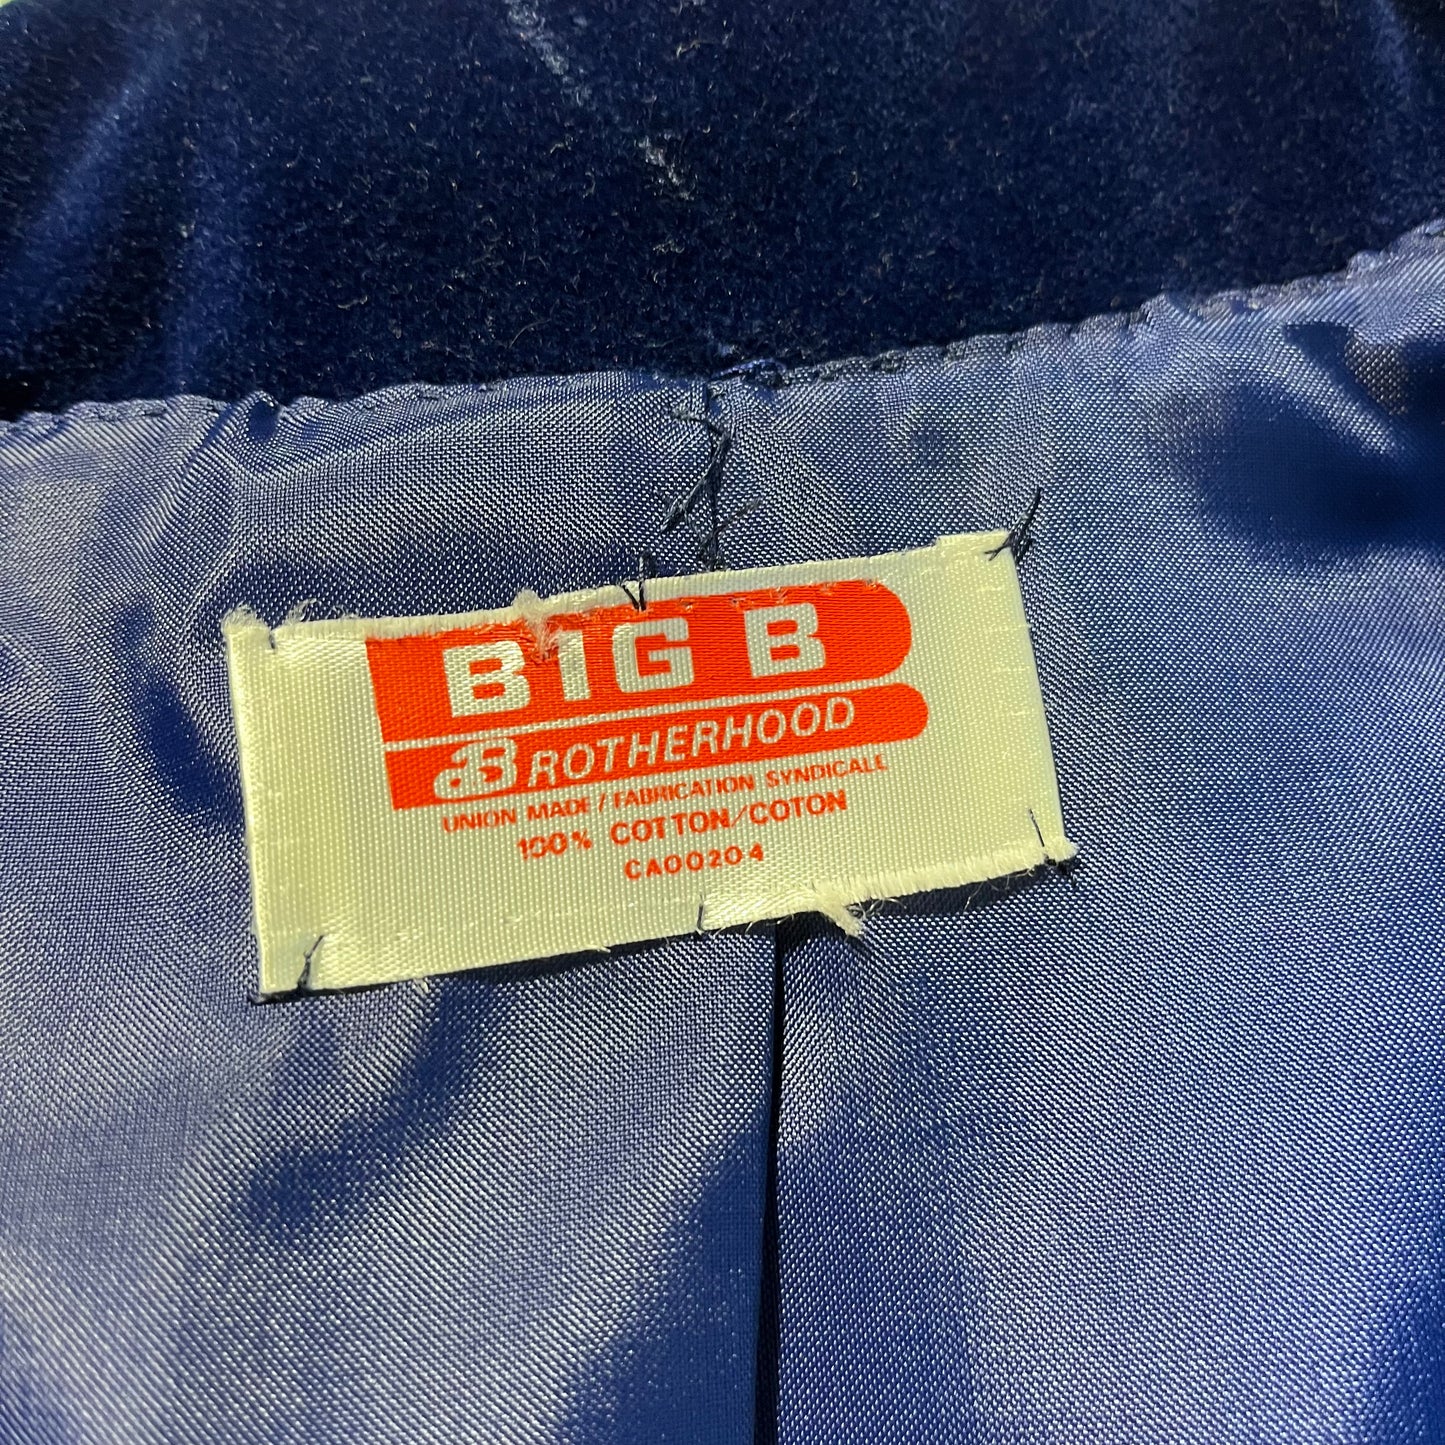 BIG B
BROTHERHOOD
UNION MADE / FABRICATION SYNDICALE
100% COTTON/COTON
CA00204